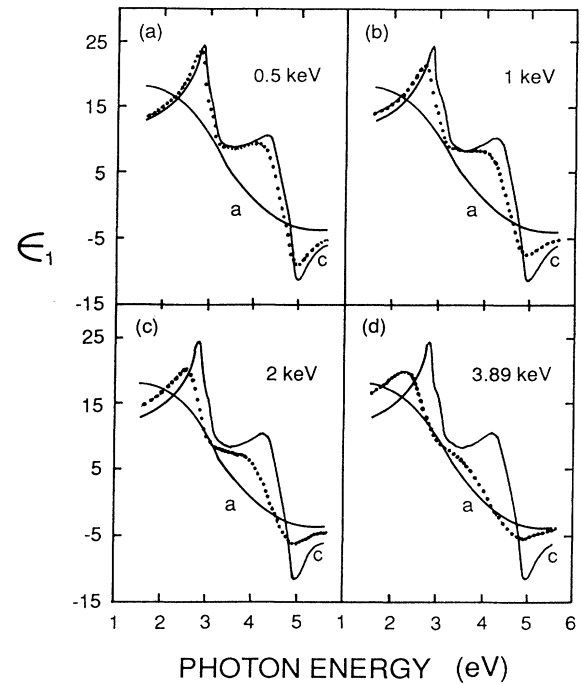 (a) (b)
25
0.5 keV 1 keV
15
5
a a
-5
c c
-15
(c) (d)
25
2 keV 3.89 keV
15
5
a a
-5
c c
-15
1 2 3 4 5 1 2 3 4 5 6
ϵ1
PHOTON ENERGY (eV)